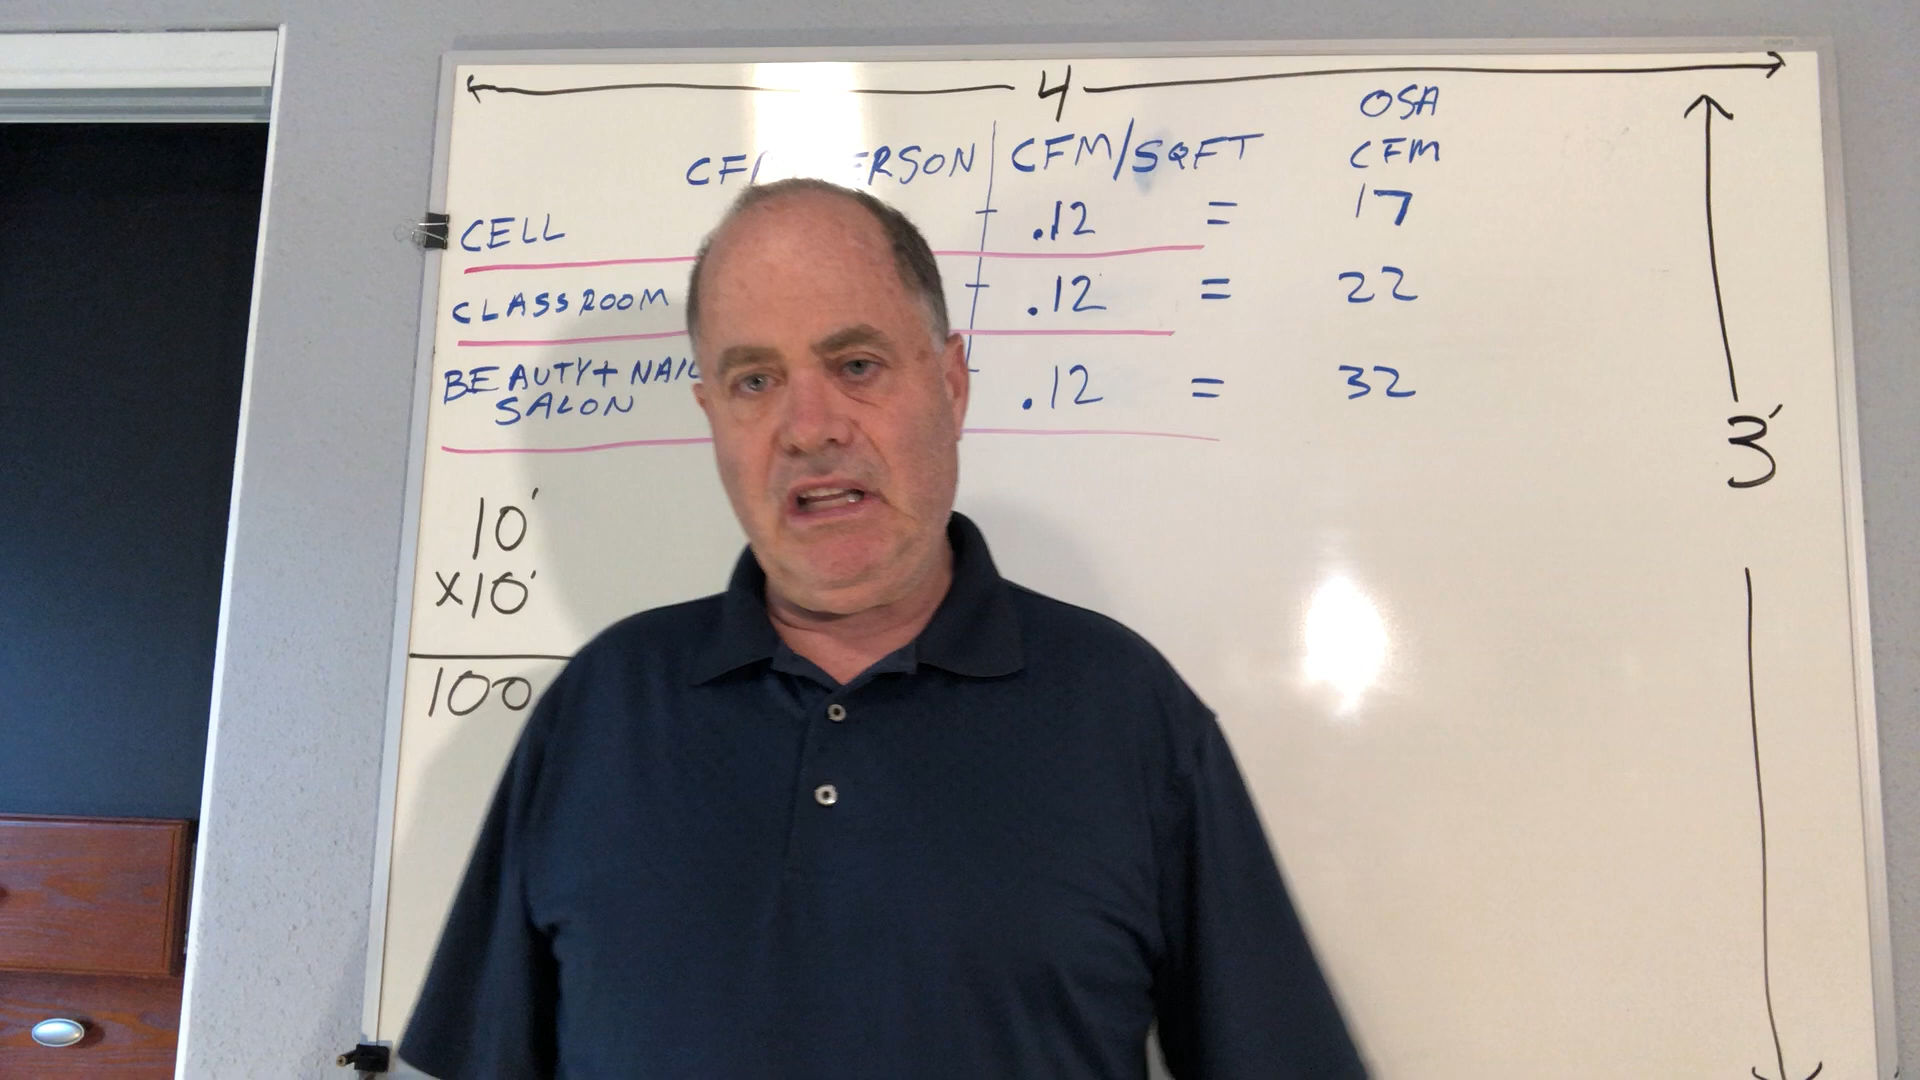 4
OSA
CFM/SQFT CFM
CELL .12 = 17
CLASSROOM .12 = 22
BEAUTY+ NAIL .12 = 32
SALON
3'
10'
X10'
100